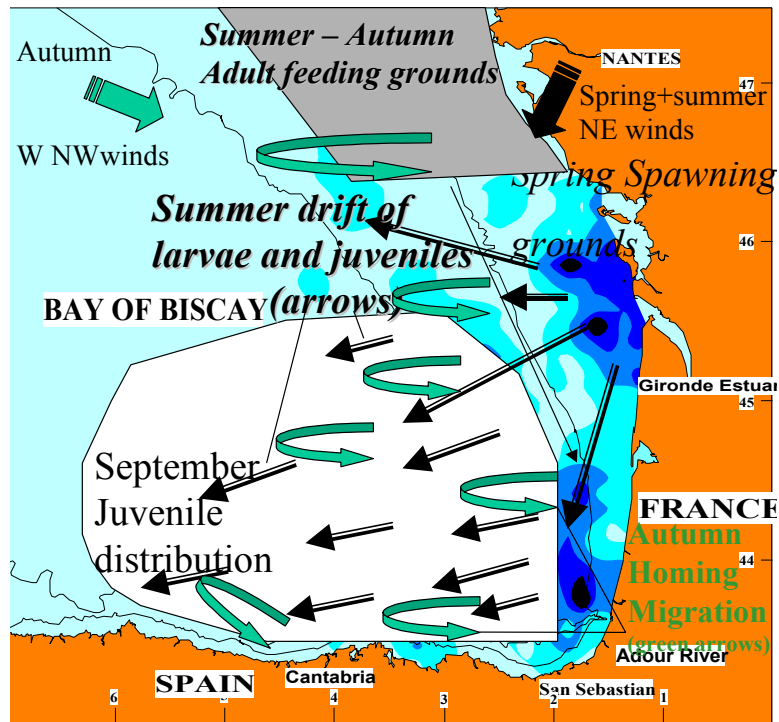 Autumn
W NWwinds
Summer – Autumn
Adult feeding grounds
NANTES
47
Spring+summer
NE winds
Spring Spawning
grounds
46
Summer drift of
larvae and juveniles
(arrows)
BAY OF BISCAY
Gironde Estuar
45
September
Juvenile
distribution
FRANCE
Autumn
Homing
Migration
(green arrows)
44
Adour River
SPAIN
Cantabria
San Sebastian
6
5
4
3
2
1